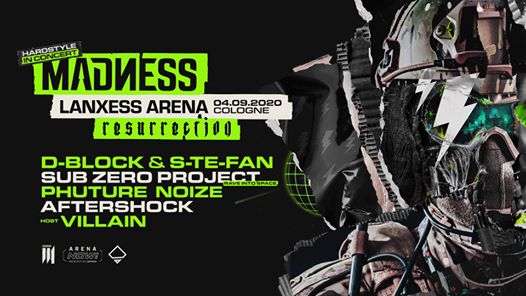 HARDSTYLE
IN CONCERT
MADNESS
LANXESS ARENA 04.09.2020
COLOGNE
resurrection
D-BLOCK & S-TE-FAN
SUB ZERO PROJECT
RAVE INTO SPACE
PHUTURE NOIZE
AFTERSHOCK
HOST VILLAIN
ARENA
NOW!